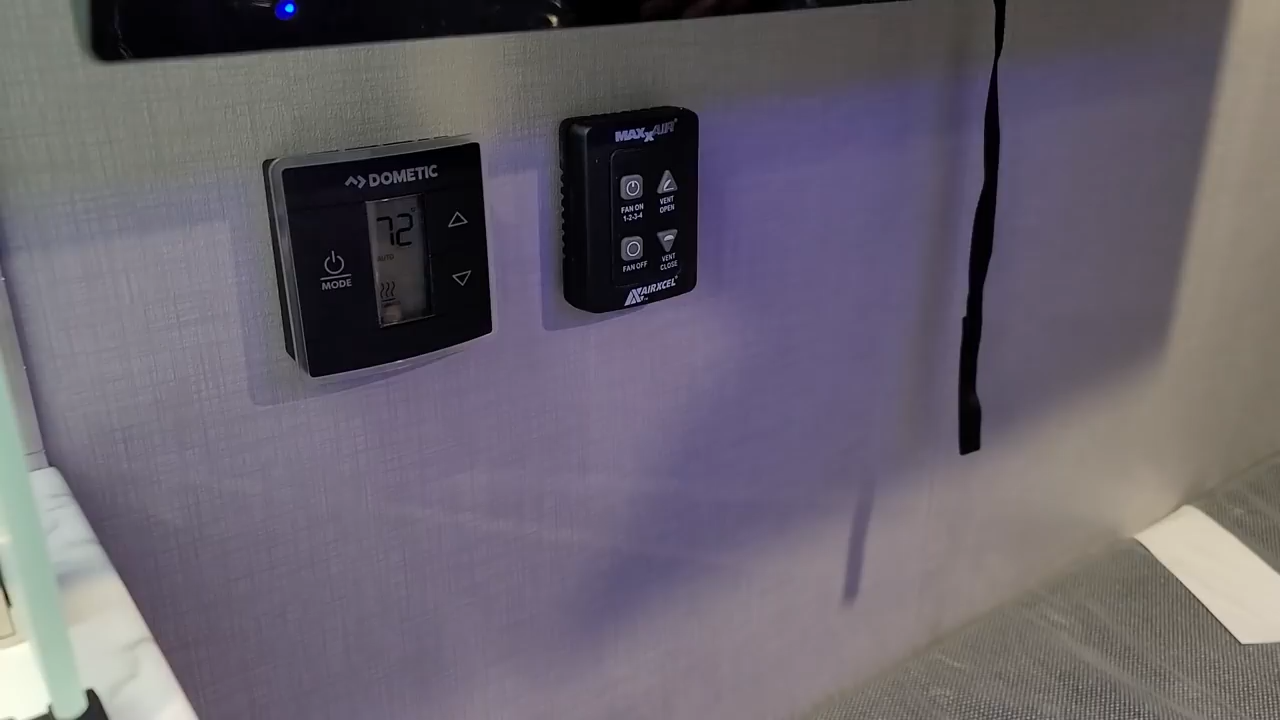 DOMETIC
72°
AUTO
MODE
MAXXAIR
FAN ON
1-2-3-4
VENT
OPEN
FAN OFF
VENT
CLOSE
AIRXCEL